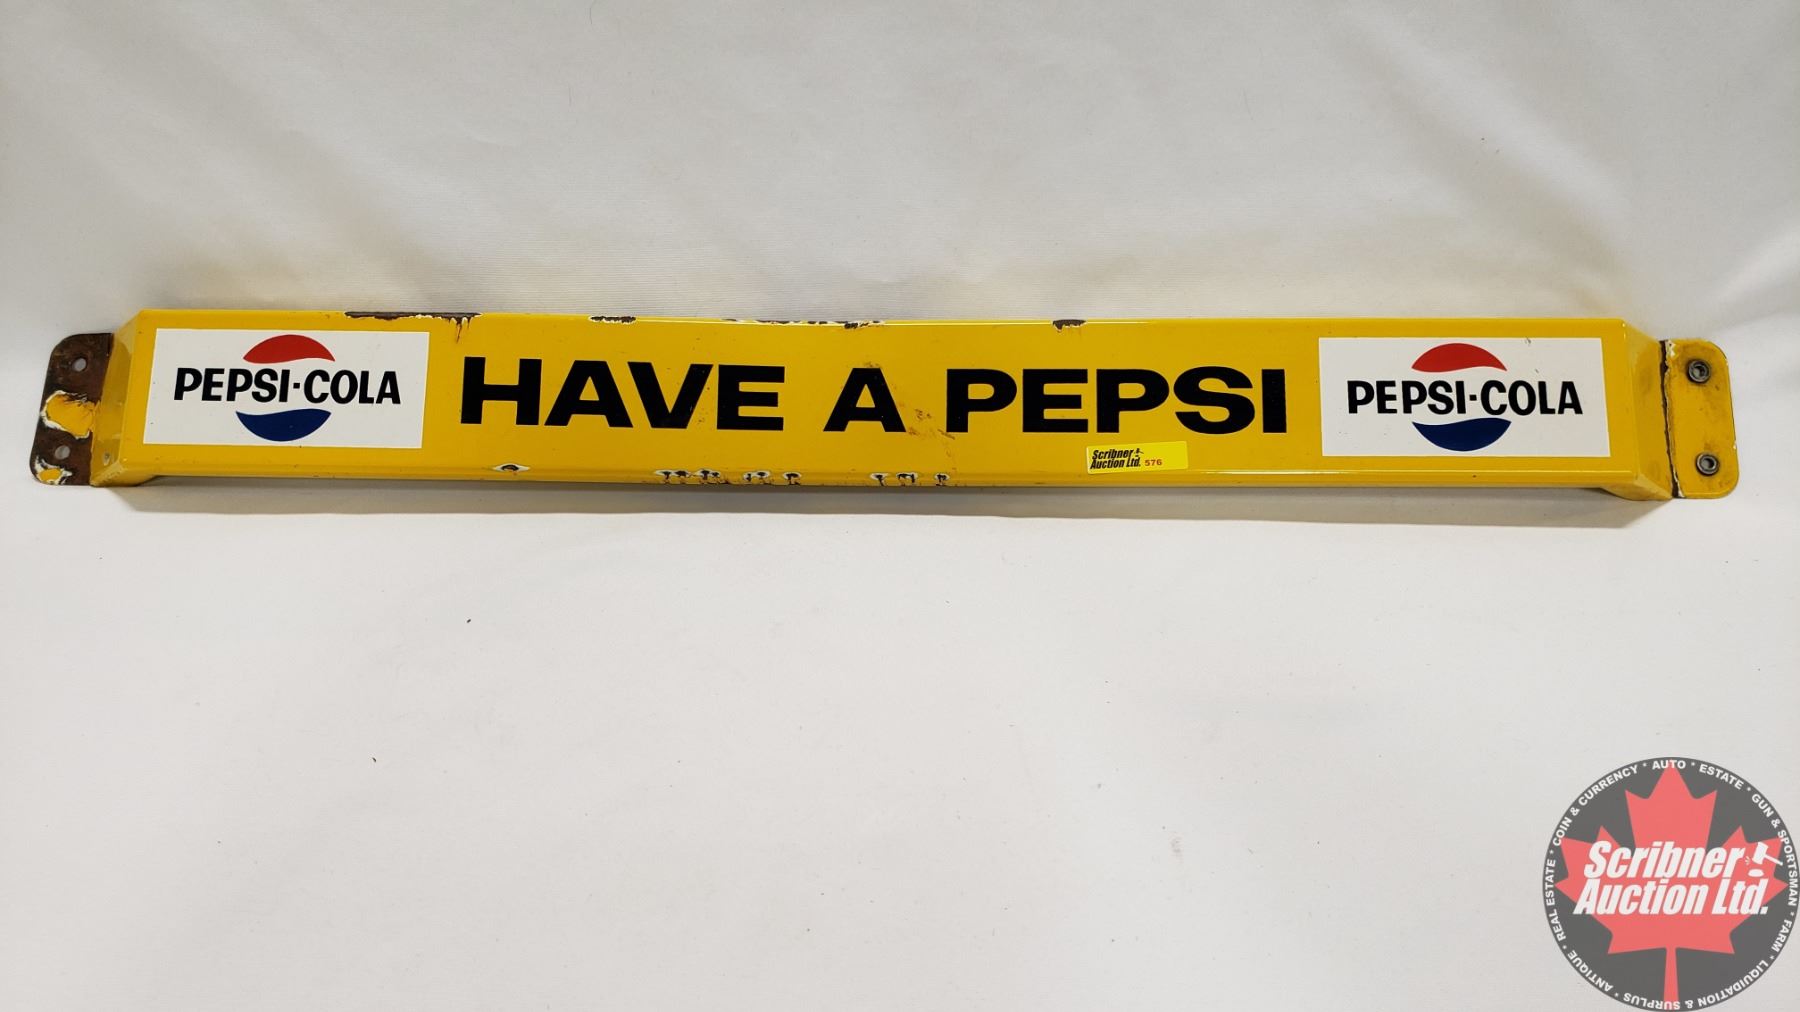 PEPSI-COLA
HAVE A PEPSI
PEPSI-COLA
Scribner
Auction Ltd. 576
ANTIQUE * REAL ESTATE * COIN & CURRENCY * AUTO * ESTATE * GUN & SPORTSMAN * FARM * LIQUIDATION & SURPLUS *
Scribner
Auction Ltd.